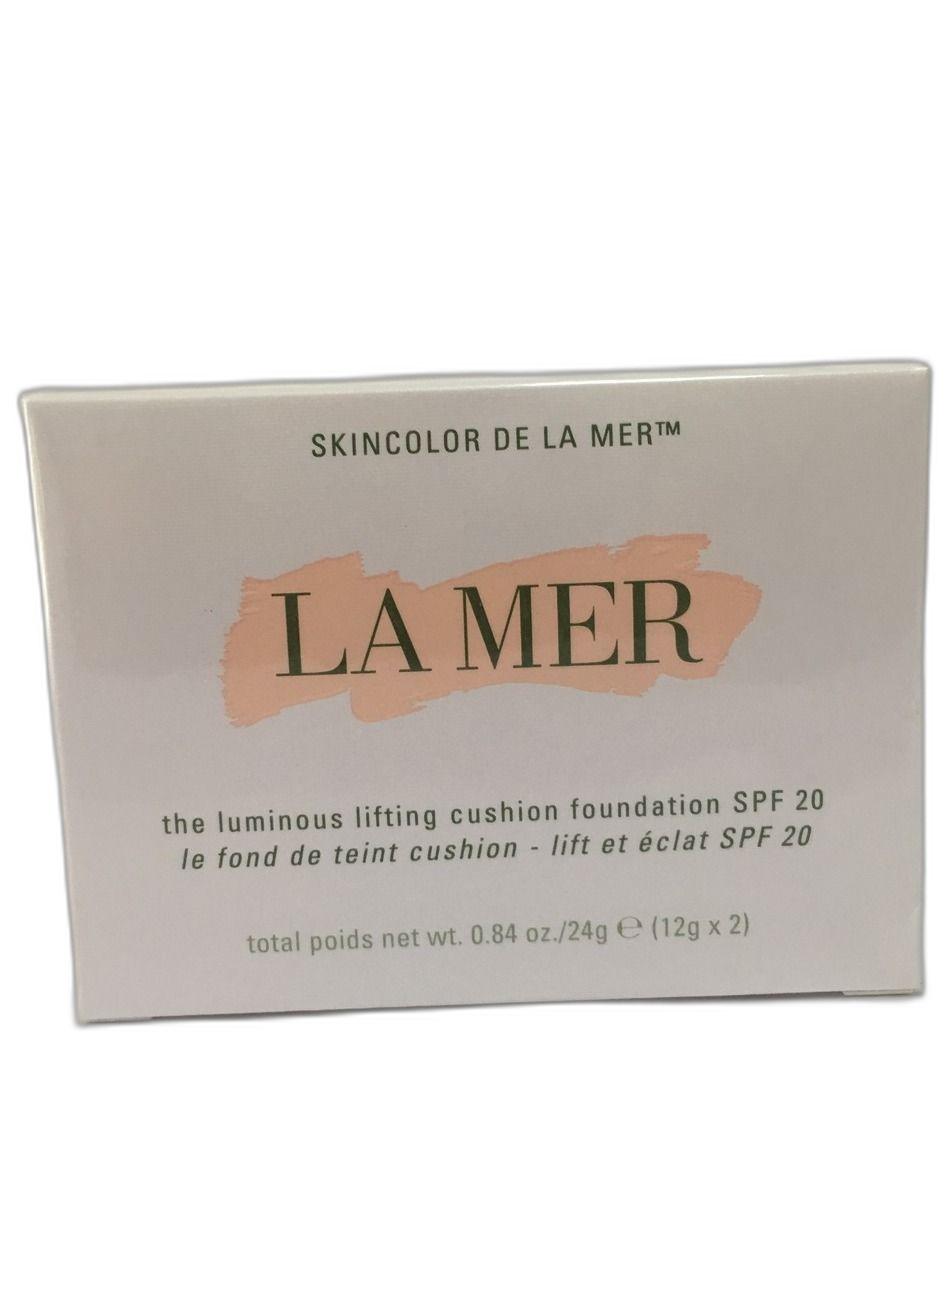 SKINCOLOR DE LA MER™
LA MER
the luminous lifting cushion foundation SPF 20
le fond de teint cushion - lift et éclat SPF 20
total poids net wt. 0.84 oz./24g ℮ (12g x 2)